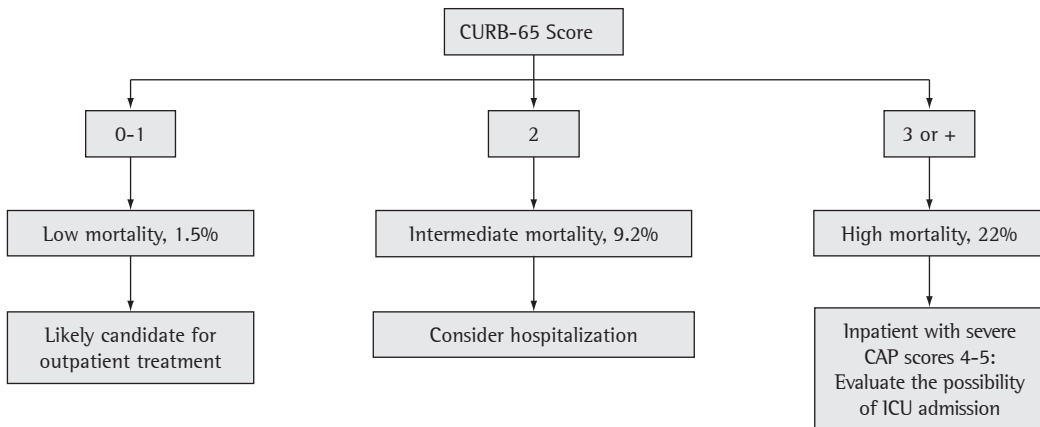 CURB-65 Score
0-1
2
3 or +
Low mortality, 1.5%
Intermediate mortality, 9.2%
High mortality, 22%
Likely candidate for
outpatient treatment
Consider hospitalization
Inpatient with severe
CAP scores 4-5:
Evaluate the possibility
of ICU admission